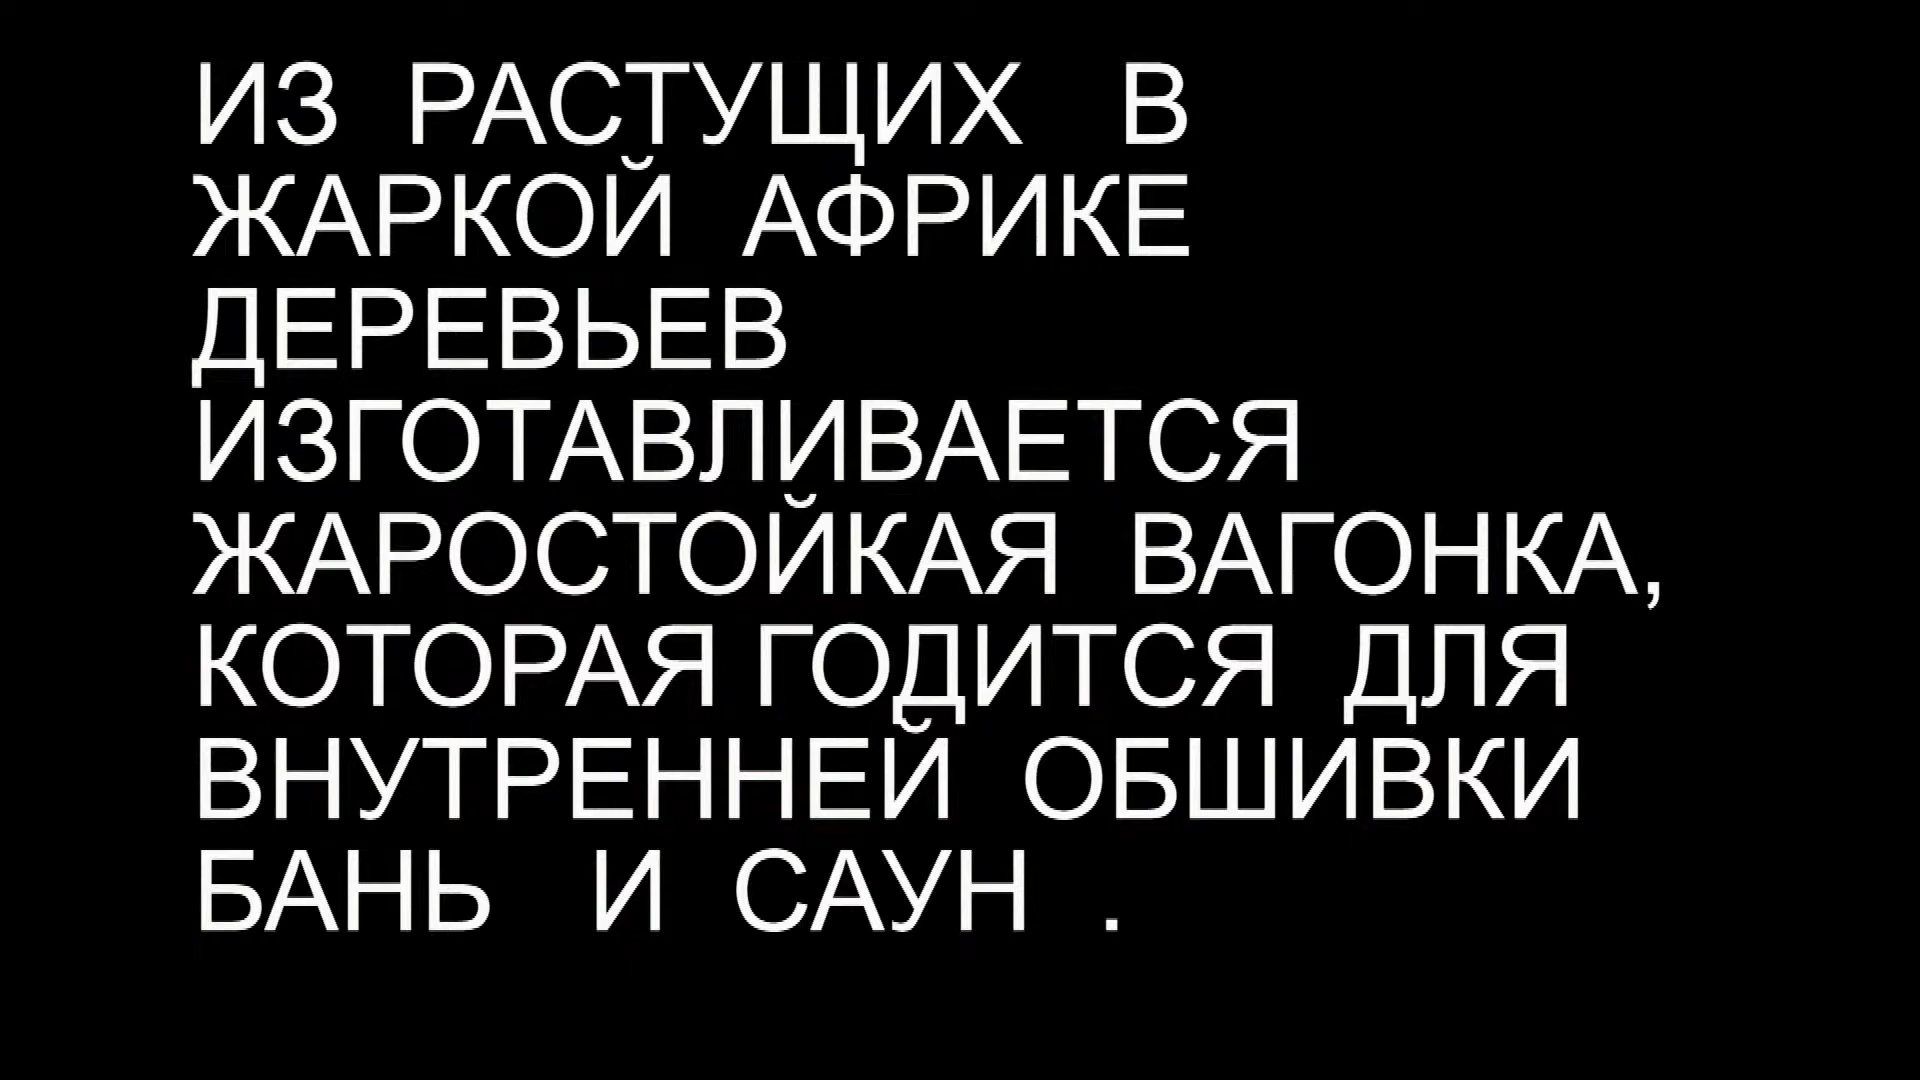 ИЗ РАСТУЩИХ В
ЖАРКОЙ АФРИКЕ
ДЕРЕВЬЕВ
ИЗГОТАВЛИВАЕТСЯ
ЖАРОСТОЙКАЯ ВАГОНКА,
КОТОРАЯ ГОДИТСЯ ДЛЯ
ВНУТРЕННЕЙ ОБШИВКИ
БАНЬ И САУН .